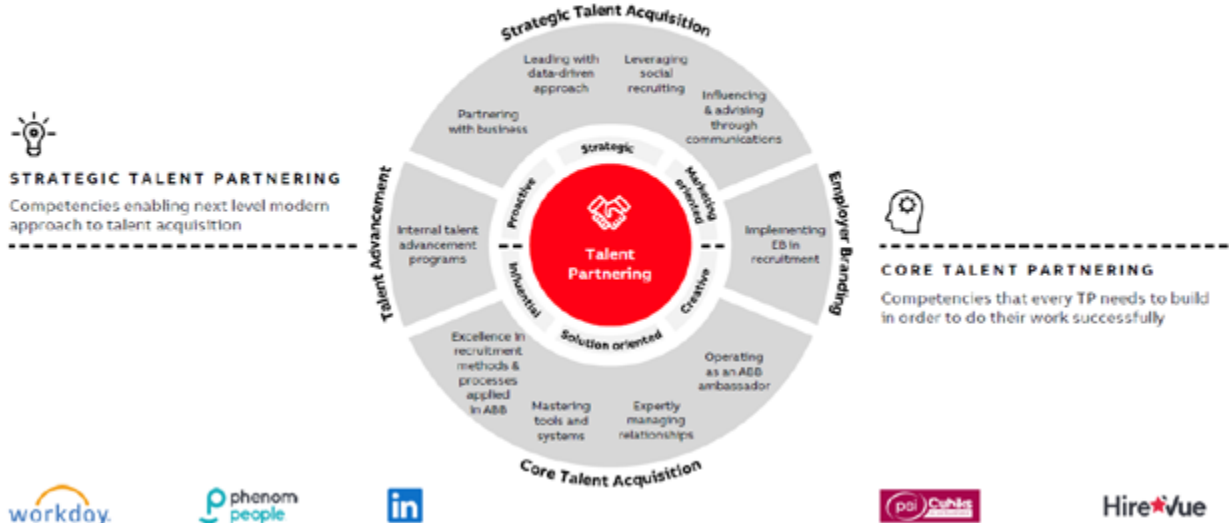 Strategic Talent Acquisition
Leading with
data-driven
approach
Leveraging
social
recruiting
Partnering
with business
Influencing
& advising
through
communications
STRATEGIC TALENT PARTNERING
Competencies enabling next level modern
approach to talent acquisition
Talent Advancement
Internal talent
advancement
programs
Proactive
Strategic
Marketing
oriented
Talent
Partnering
Influential
Solution oriented
Creative
Implementing
EB in
recruitment
Employer Branding
CORE TALENT PARTNERING
Competencies that every TP needs to build
in order to do their work successfully
Excellence in
recruitment
methods &
processes
applied
in ABB
Mastering
tools and
systems
Expertly
managing
relationships
Operating
as an ABB
ambassador
Core Talent Acquisition
workday.
phenom
people
in
psi Cubiks
HireVue